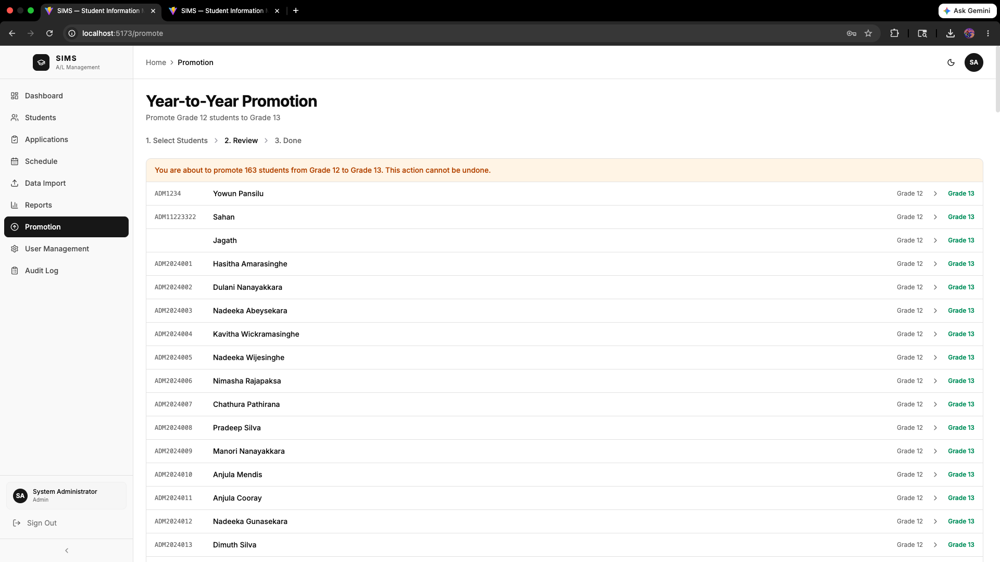 SIMS — Student Information
SIMS — Student Information
Ask Gemini
localhost:5173/promote
SIMS
A/L Management
Home
Promotion
SA
Dashboard
Students
Applications
Schedule
Data Import
Reports
Promotion
User Management
Audit Log
SA
System Administrator
Admin
Sign Out
Year-to-Year Promotion
Promote Grade 12 students to Grade 13
1. Select Students
2. Review
3. Done
You are about to promote 163 students from Grade 12 to Grade 13. This action cannot be undone.
ADM1234 Yowun Pansilu Grade 12 Grade 13
ADM11223322 Sahan Grade 12 Grade 13
Jagath Grade 12 Grade 13
ADM2024001 Hasitha Amarasinghe Grade 12 Grade 13
ADM2024002 Dulani Nanayakkara Grade 12 Grade 13
ADM2024003 Nadeeka Abeysekara Grade 12 Grade 13
ADM2024004 Kavitha Wickramasinghe Grade 12 Grade 13
ADM2024005 Nadeeka Wijesinghe Grade 12 Grade 13
ADM2024006 Nimasha Rajapaksa Grade 12 Grade 13
ADM2024007 Chathura Pathirana Grade 12 Grade 13
ADM2024008 Pradeep Silva Grade 12 Grade 13
ADM2024009 Manori Nanayakkara Grade 12 Grade 13
ADM2024010 Anjula Mendis Grade 12 Grade 13
ADM2024011 Anjula Cooray Grade 12 Grade 13
ADM2024012 Nadeeka Gunasekara Grade 12 Grade 13
ADM2024013 Dimuth Silva Grade 12 Grade 13